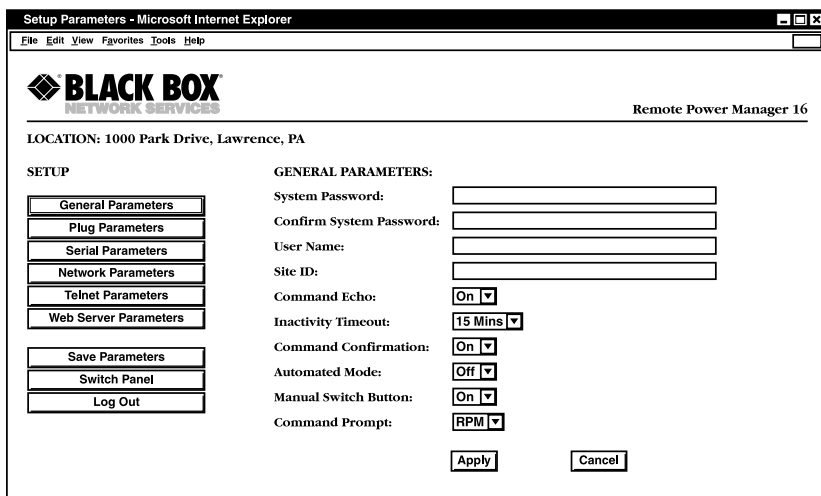 Setup Parameters - Microsoft Internet Explorer
File Edit View Favorites Tools Help
BLACK BOX®
NETWORK SERVICES
Remote Power Manager 16
LOCATION: 1000 Park Drive, Lawrence, PA
SETUP
General Parameters
Plug Parameters
Serial Parameters
Network Parameters
Telnet Parameters
Web Server Parameters
Save Parameters
Switch Panel
Log Out
GENERAL PARAMETERS:
System Password:
Confirm System Password:
User Name:
Site ID:
Command Echo: On
Inactivity Timeout: 15 Mins
Command Confirmation: On
Automated Mode: Off
Manual Switch Button: On
Command Prompt: RPM
Apply Cancel